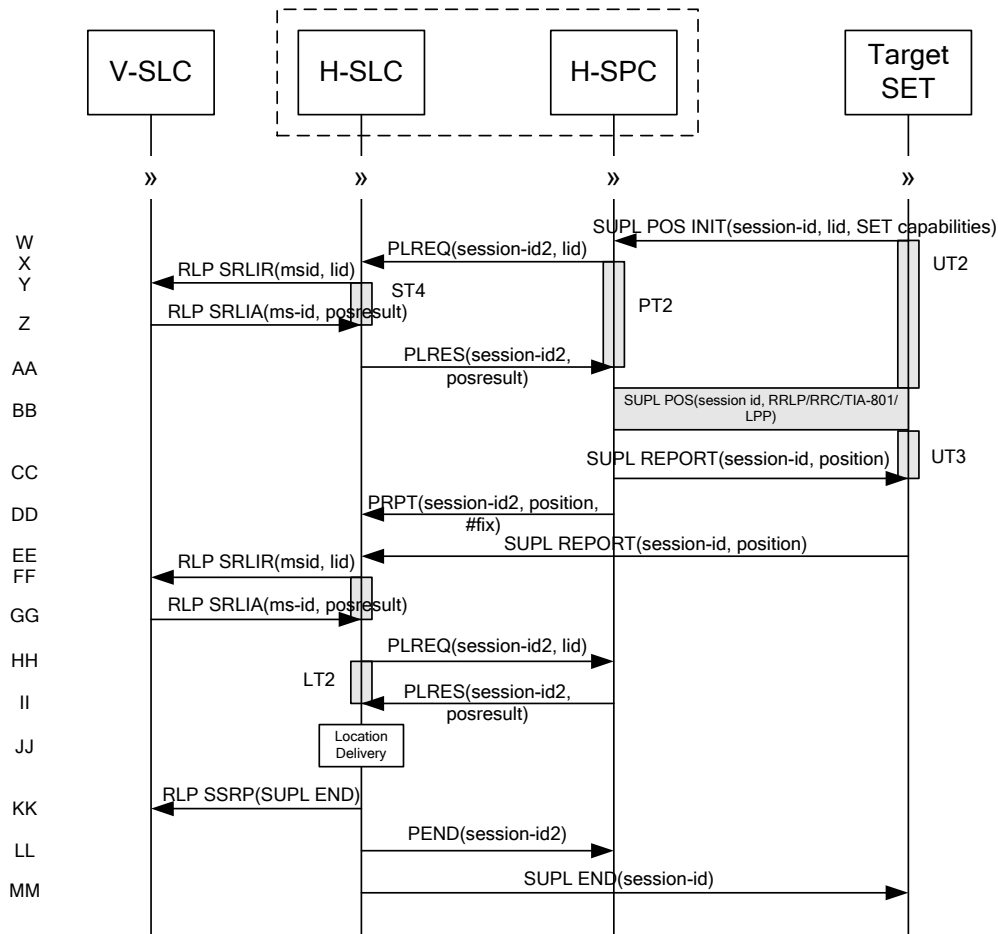 V-SLC
H-SLC
H-SPC
Target
SET
»
»
»
»
W
SUPL POS INIT(session-id, lid, SET capabilities)
X
PLREQ(session-id2, lid)
UT2
Y
RLP SRLIR(msid, lid)
ST4
PT2
Z
RLP SRLIA(ms-id, posresult)
AA
PLRES(session-id2,
posresult)
BB
SUPL POS(session id, RRLP/RRC/TIA-801/
LPP)
CC
SUPL REPORT(session-id, position)
UT3
DD
PRPT(session-id2, position,
#fix)
EE
SUPL REPORT(session-id, position)
FF
RLP SRLIR(msid, lid)
GG
RLP SRLIA(ms-id, posresult)
HH
PLREQ(session-id2, lid)
LT2
II
PLRES(session-id2,
posresult)
JJ
Location
Delivery
KK
RLP SSRP(SUPL END)
LL
PEND(session-id2)
MM
SUPL END(session-id)